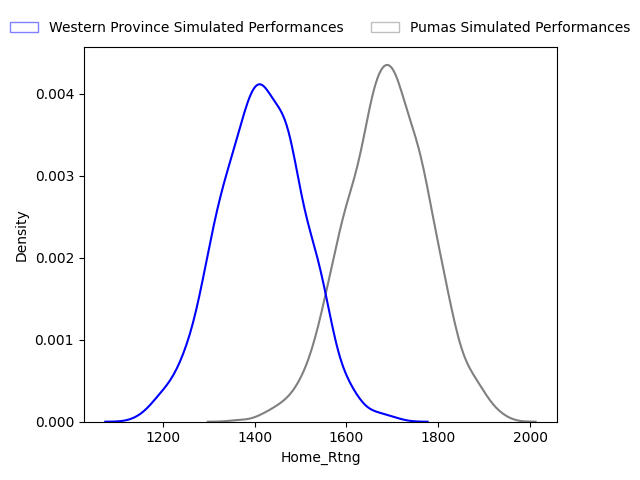 Western Province Simulated Performances Pumas Simulated Performances
0.004
0.003
0.002
0.001
0.000
Density
1200 1400 1600 1800 2000
Home_Rtng